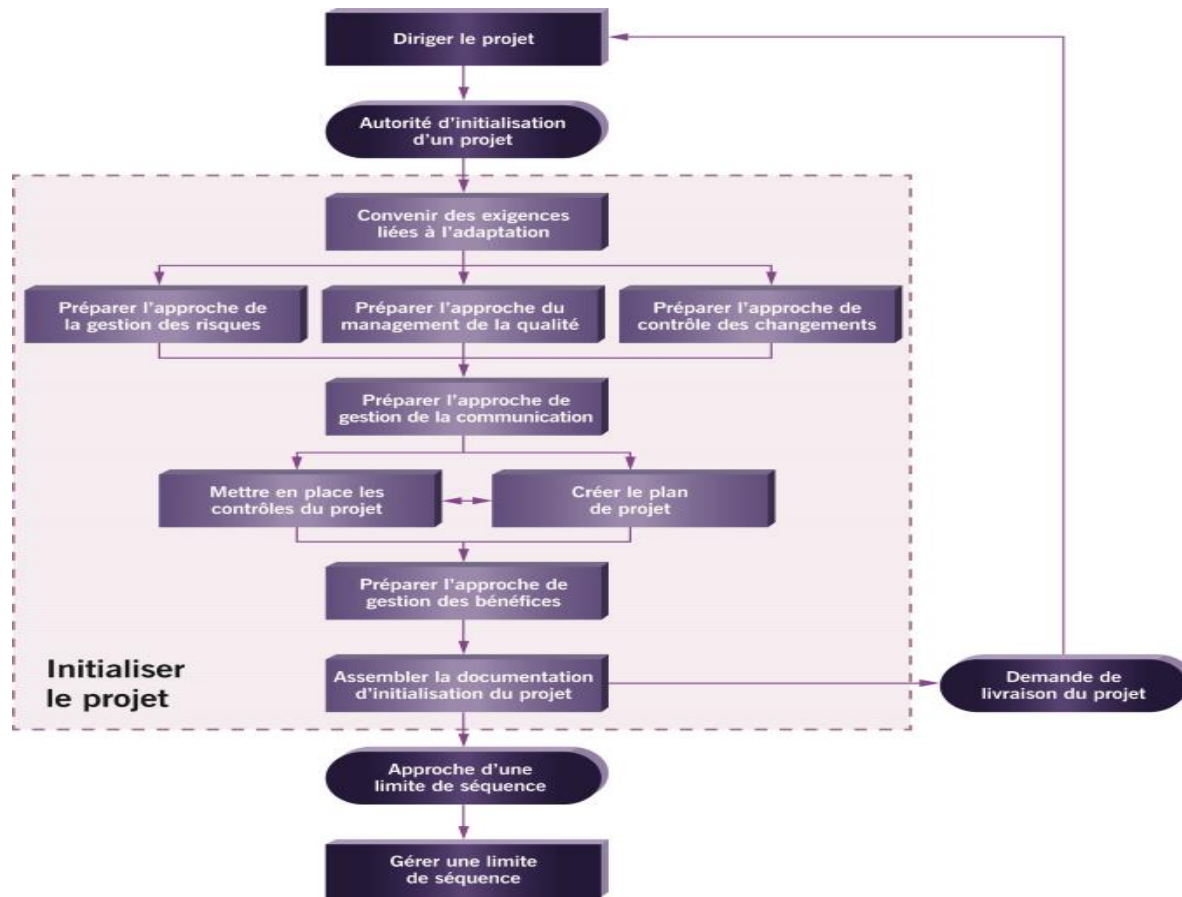 Diriger le projet
Autorité d'initialisation
d'un projet
Convenir des exigences
liées à l'adaptation
Préparer l'approche de
la gestion des risques
Préparer l'approche du
management de la qualité
Préparer l'approche de
contrôle des changements
Préparer l'approche de
gestion de la communication
Mettre en place les
contrôles du projet
Créer le plan
de projet
Préparer l'approche de
gestion des bénéfices
Initialiser
le projet
Assembler la documentation
d'initialisation du projet
Demande de
livraison du projet
Approche d'une
limite de séquence
Gérer une limite
de séquence